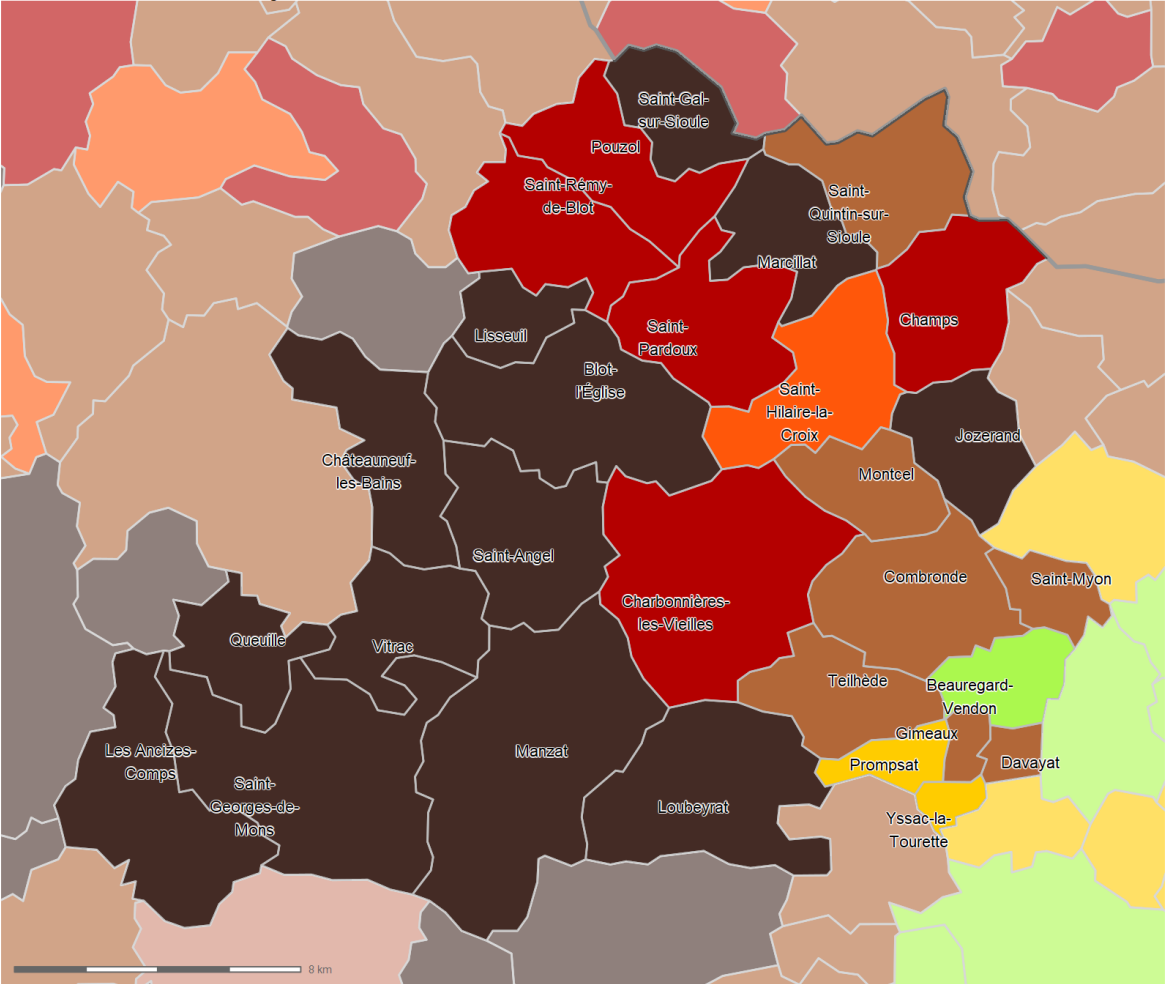 Saint-Gal-
sur-Sioule
Pouzol
Saint-Rémy-
de-Blot
Saint-
Quintin-sur-
Sioule
Marcillat
Champs
Lisseuil
Saint-
Pardoux
Blot-
l'Église
Saint-
Hilaire-la-
Croix
Jozerand
Châteauneuf-
les-Bains
Montcel
Saint-Angel
Combronde
Saint-Myon
Charbonnières-
les-Vieilles
Queuille
Vitrac
Teilhède
Beauregard-
Vendon
Gimeaux
Les Ancizes-
Comps
Manzat
Prompsat
Davayat
Saint-
Georges-de-
Mons
Loubeyrat
Yssac-la-
Tourette
8 km